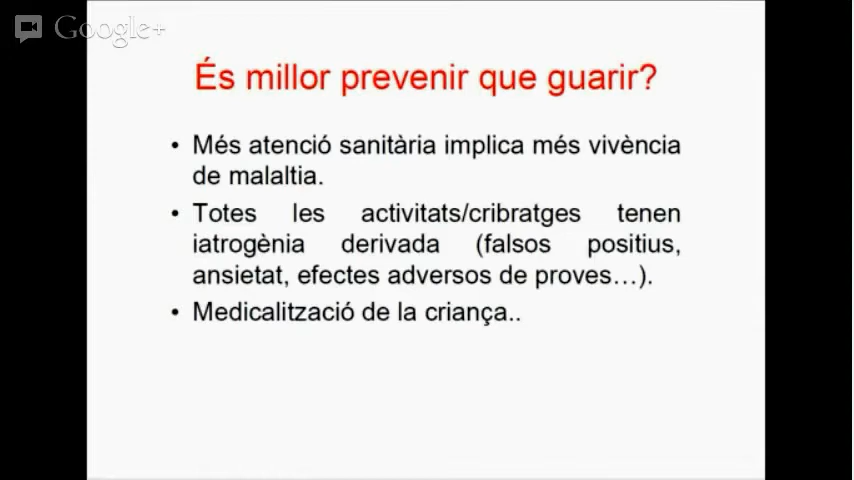 Google+
És millor prevenir que guarir?
• Més atenció sanitària implica més vivència
de malaltia.
• Totes les activitats/cribratges tenen
iatrogènia derivada (falsos positius,
ansietat, efectes adversos de proves…).
• Medicalització de la criança..